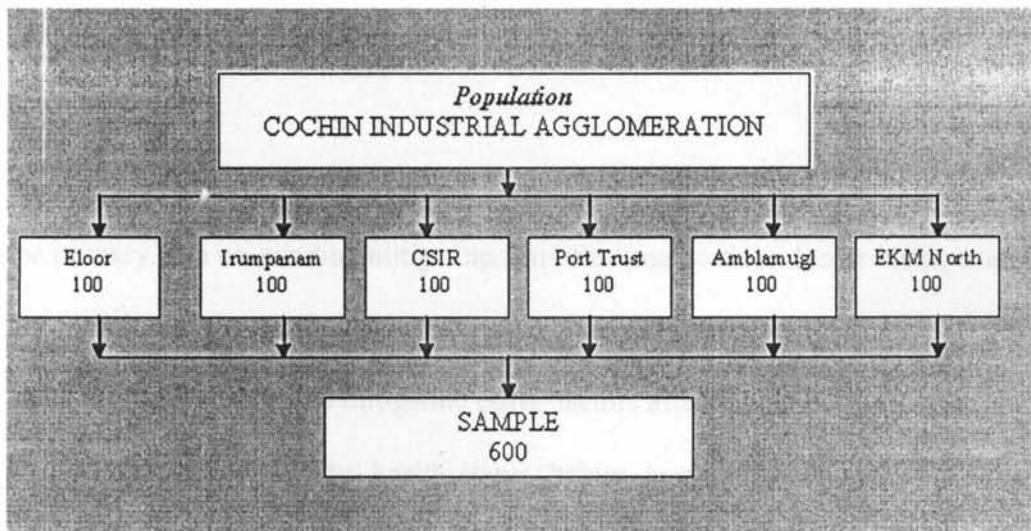 Population
COCHIN INDUSTRIAL AGGLOMERATION
Eloor
100
Irumpanam
100
CSIR
100
Port Trust
100
Amblamugl
100
EKM North
100
SAMPLE
600